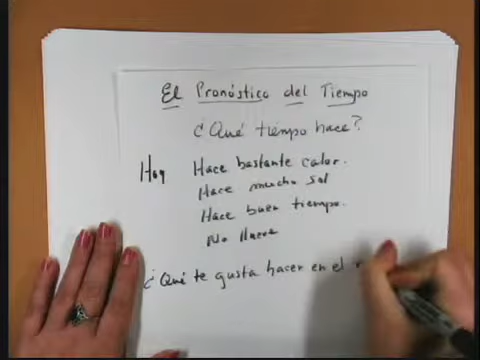 El Pronóstico del Tiempo
¿Qué tiempo hace?
Hoy Hace bastante calor.
Hace mucho sol
Hace buen tiempo.
No llueve
¿Qué te gusta hacer en el